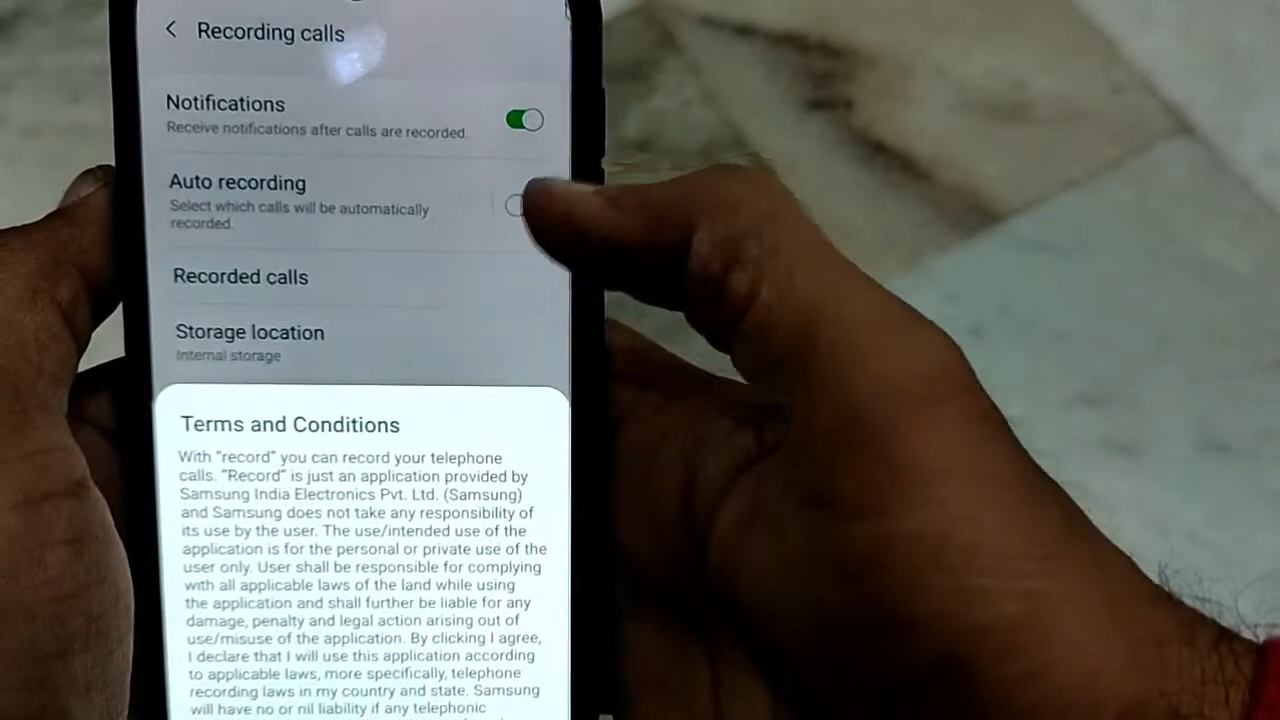 Recording calls
Notifications
Receive notifications after calls are recorded.
Auto recording
Select which calls will be automatically
recorded.
Recorded calls
Storage location
Internal storage
Terms and Conditions
With "record" you can record your telephone
calls. "Record" is just an application provided by
Samsung India Electronics Pvt. Ltd. (Samsung)
and Samsung does not take any responsibility of
its use by the user. The use/intended use of the
application is for the personal or private use of the
user only. User shall be responsible for complying
with all applicable laws of the land while using
the application and shall further be liable for any
damage, penalty and legal action arising out of
use/misuse of the application. By clicking I agree,
I declare that I will use this application according
to applicable laws, more specifically, telephone
recording laws in my country and state. Samsung
will have no or nil liability if any telephonic